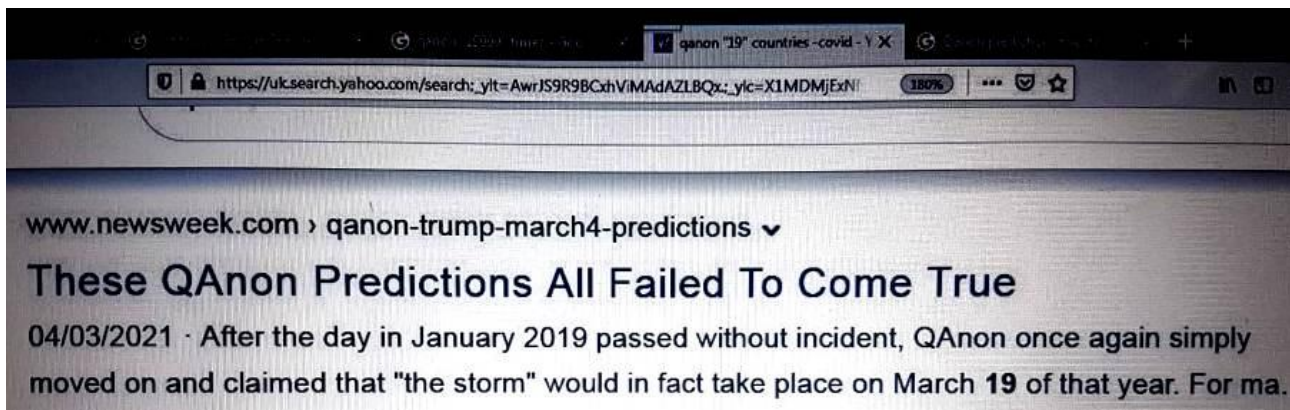 qanon "19" countries -covid - Y
https://uk.search.yahoo.com/search;_ylt=AwrJS9R9BCxhViMAdAZLBQx.;_ylc=X1MDMjExN
180%
www.newsweek.com › qanon-trump-march4-predictions
These QAnon Predictions All Failed To Come True
04/03/2021 · After the day in January 2019 passed without incident, QAnon once again simply
moved on and claimed that "the storm" would in fact take place on March 19 of that year. For ma.